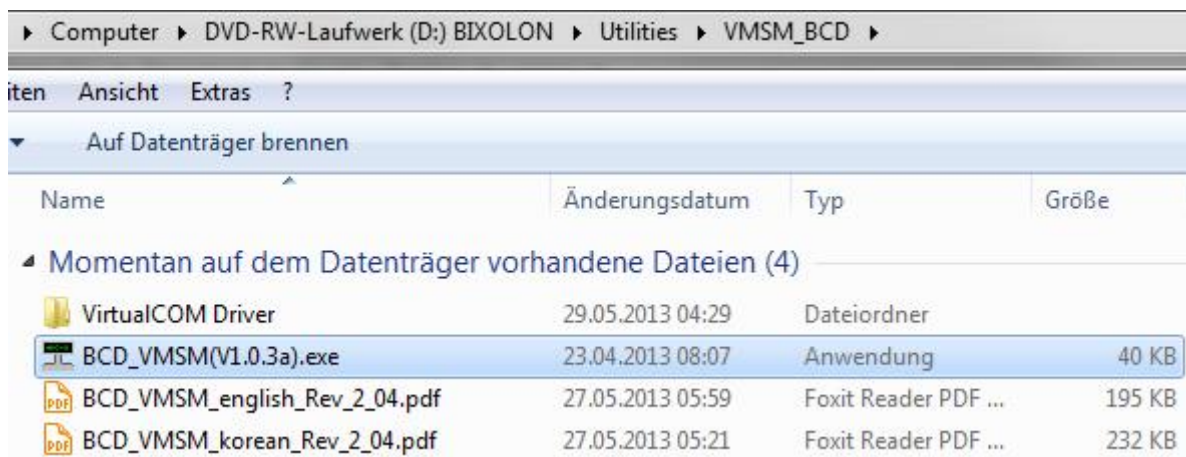 Computer DVD-RW-Laufwerk (D:) BIXOLON Utilities VMSM_BCD
iten Ansicht Extras ?
Auf Datenträger brennen
Name Änderungsdatum Typ Größe
Momentan auf dem Datenträger vorhandene Dateien (4)
VirtualCOM Driver 29.05.2013 04:29 Dateiordner
BCD_VMSM(V1.0.3a).exe 23.04.2013 08:07 Anwendung 40 KB
BCD_VMSM_english_Rev_2_04.pdf 27.05.2013 05:59 Foxit Reader PDF ... 195 KB
BCD_VMSM_korean_Rev_2_04.pdf 27.05.2013 05:21 Foxit Reader PDF ... 232 KB